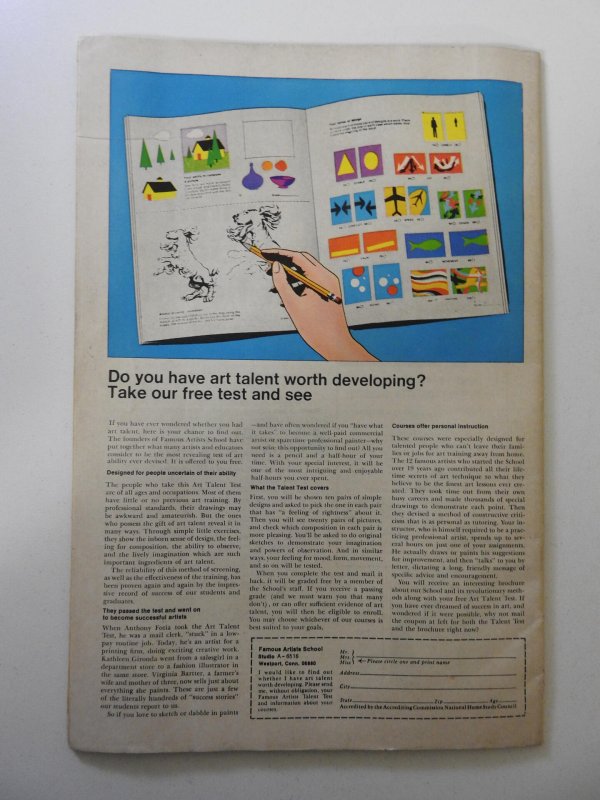 Do you have art talent worth developing?
Take our free test and see
If you have ever wondered whether you had
art talent, here is your chance to find out.
The founders of Famous Artists School have
put together what many artists and educators
consider to be the most revealing test of art
ability ever devised. It is offered to you free.
Designed for people uncertain of their ability
The people who take this Art Talent Test
are of all ages and occupations. Most of them
have little or no previous art training. By
professional standards, their drawings may
be awkward and amateurish. But the ones
who possess the gift of art talent reveal it in
many ways. Through simple little exercises,
they show the inborn sense of design, the feel-
ing for composition, the ability to observe,
and the lively imagination which are such
important ingredients of art talent.
The reliability of this method of screening,
as well as the effectiveness of the training, has
been proven again and again by the impres-
sive record of success of our students and
graduates.
They passed the test and went on
to become successful artists
When Anthony Foeia took the Art Talent
Test, he was a mail clerk, "stuck" in a low-
pay routine job. Today, he's an artist for a
printing firm, doing exciting creative work.
Kathleen Gironda went from a salesgirl in a
department store to a fashion illustrator in
the same store. Virginia Bartter, a farmer's
wife and mother of three, now sells just about
everything she paints. These are just a few
of the literally hundreds of "success stories"
our students report to us.
So if you love to sketch or dabble in paints
—and have often wondered if you "have what
it takes" to become a well-paid commercial
artist or sparetime professional painter—why
not seize this opportunity to find out? All you
need is a pencil and a half-hour of your
time. With your special interest, it will be
one of the most intriguing and enjoyable
half-hours you ever spent.
What the Talent Test covers
First, you will be shown ten pairs of simple
designs and asked to pick the one in each pair
that has "a feeling of rightness" about it.
Then you will see twenty pairs of pictures,
and check which composition in each pair is
more pleasing. You'll be asked to do original
sketches to demonstrate your imagination
and powers of observation. And in similar
ways, your feeling for mood, form, movement,
and so on will be tested.
When you complete the test and mail it
back, it will be graded free by a member of
the School's staff. If you receive a passing
grade (and we must warn you that many
don't), or can offer sufficient evidence of art
talent, you will then be eligible to enroll.
You may choose whichever of our courses is
best suited to your goals.
Courses offer personal instruction
These courses were especially designed for
talented people who can't leave their fami-
lies or jobs for art training away from home.
The 12 famous artists who started the School
over 19 years ago contributed all their life-
time secrets of art technique to what they
believe to be the finest art lessons ever cre-
ated. They took time out from their own
busy careers and made thousands of special
drawings to demonstrate each point. Then
they devised a method of constructive criti-
cism that is as personal as tutoring. Your in-
structor, who is himself required to be a prac-
ticing professional artist, spends up to sev-
eral hours on just one of your assignments.
He actually draws or paints his suggestions
for improvement, and then "talks" to you by
letter, dictating a long, friendly message of
specific advice and encouragement.
You will receive an interesting brochure
about our School and its revolutionary meth-
ods along with your free Art Talent Test. If
you have ever dreamed of success in art, and
wondered if it were possible, why not mail
the coupon at left for both the Talent Test
and the brochure right now?
Famous Artists School
Studio A-6516
Westport, Conn. 06880
I would like to find out
whether I have art talent
worth developing. Please send
me, without obligation, your
Famous Artists Talent Test
and information about your
courses.
Mr.
Mrs.
Miss
Please circle one and print name
Address
City
State Zip Age
Accredited by the Accrediting Commission National Home Study Council